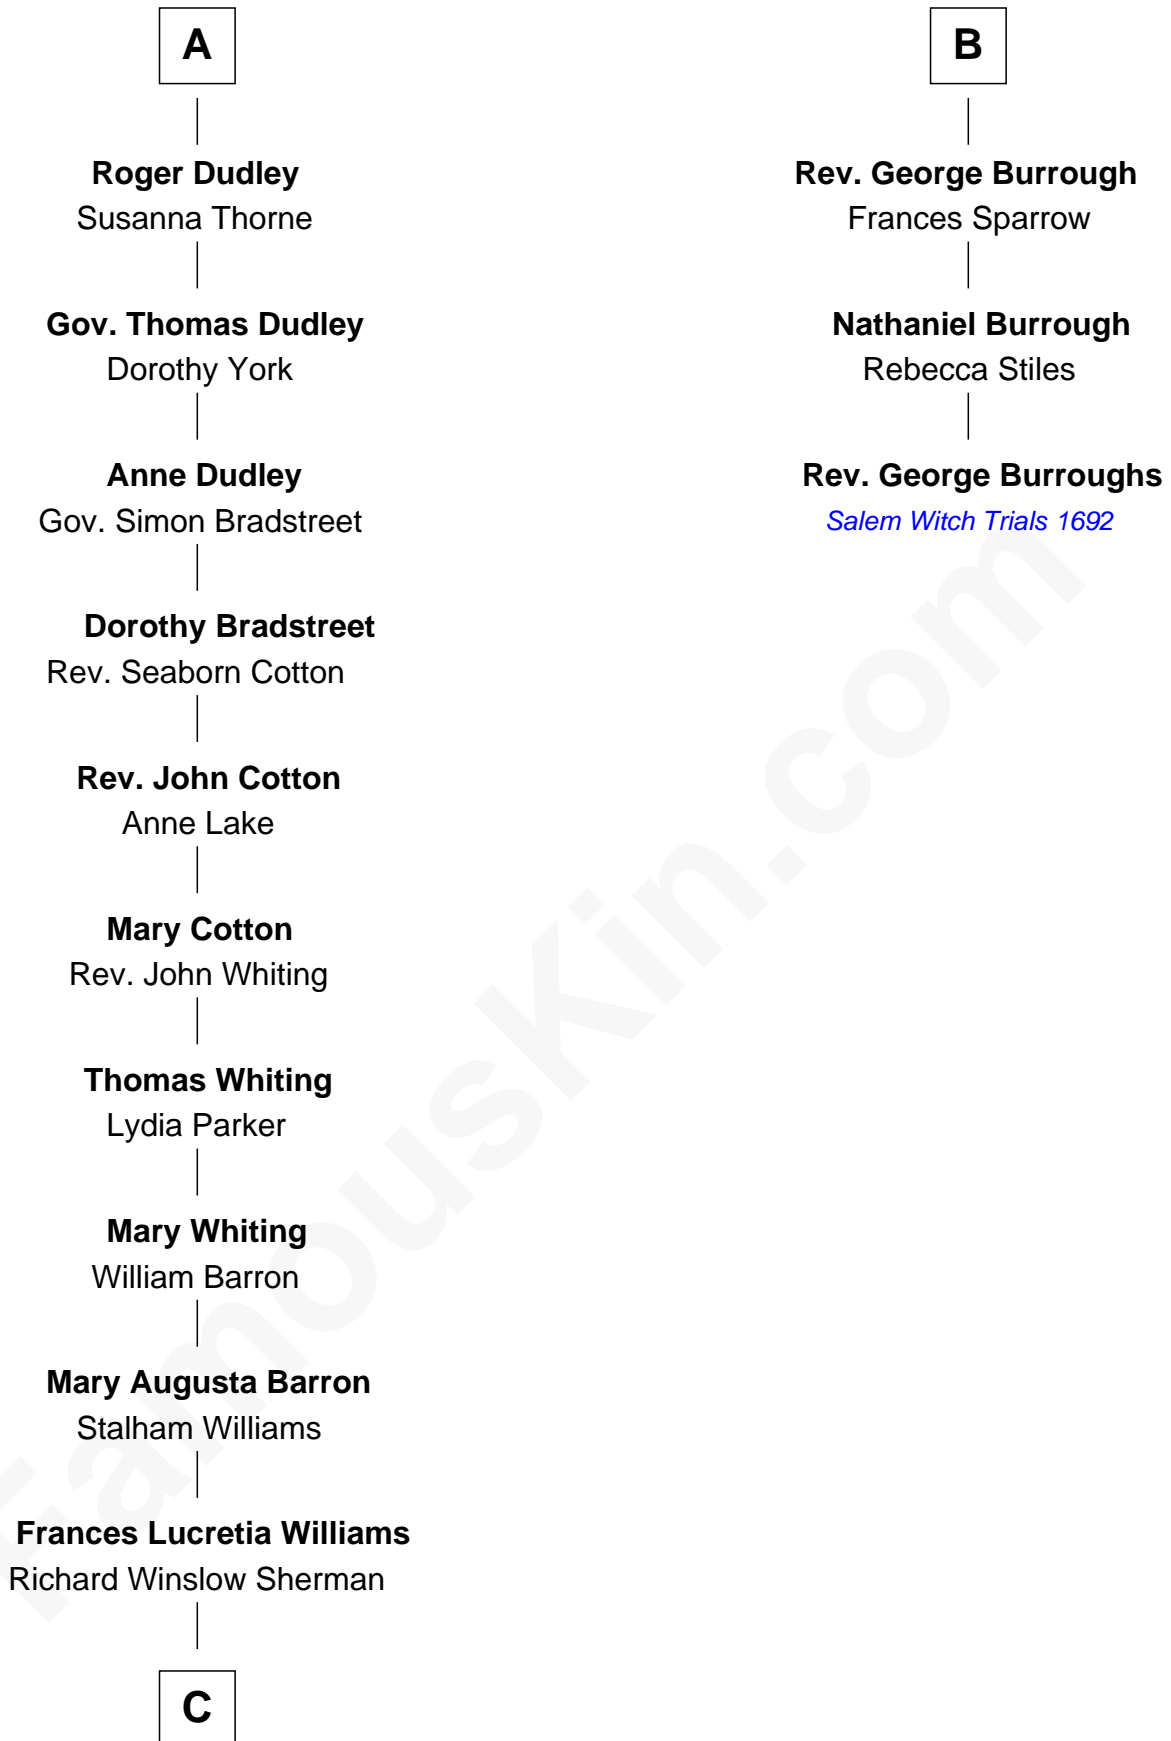 A
Roger Dudley
Susanna Thorne
Gov. Thomas Dudley
Dorothy York
Anne Dudley
Gov. Simon Bradstreet
Dorothy Bradstreet
Rev. Seaborn Cotton
Rev. John Cotton
Anne Lake
Mary Cotton
Rev. John Whiting
Thomas Whiting
Lydia Parker
Mary Whiting
William Barron
Mary Augusta Barron
Stalham Williams
Frances Lucretia Williams
Richard Winslow Sherman
C
B
Rev. George Burrough
Frances Sparrow
Nathaniel Burrough
Rebecca Stiles
Rev. George Burroughs
Salem Witch Trials 1692
FamousKin.com